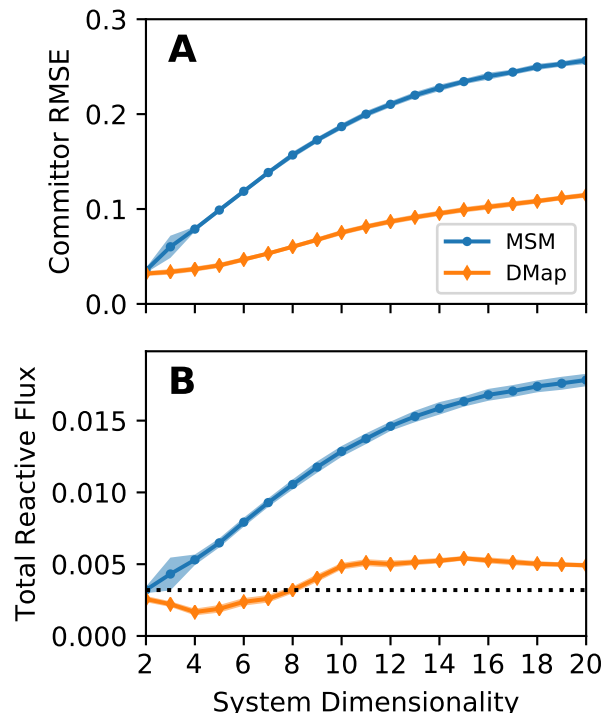 A
Committor RMSE
0.3
0.2
0.1
0.0
MSM
DMap
B
Total Reactive Flux
0.015
0.010
0.005
0.000
2 4 6 8 10 12 14 16 18 20
System Dimensionality